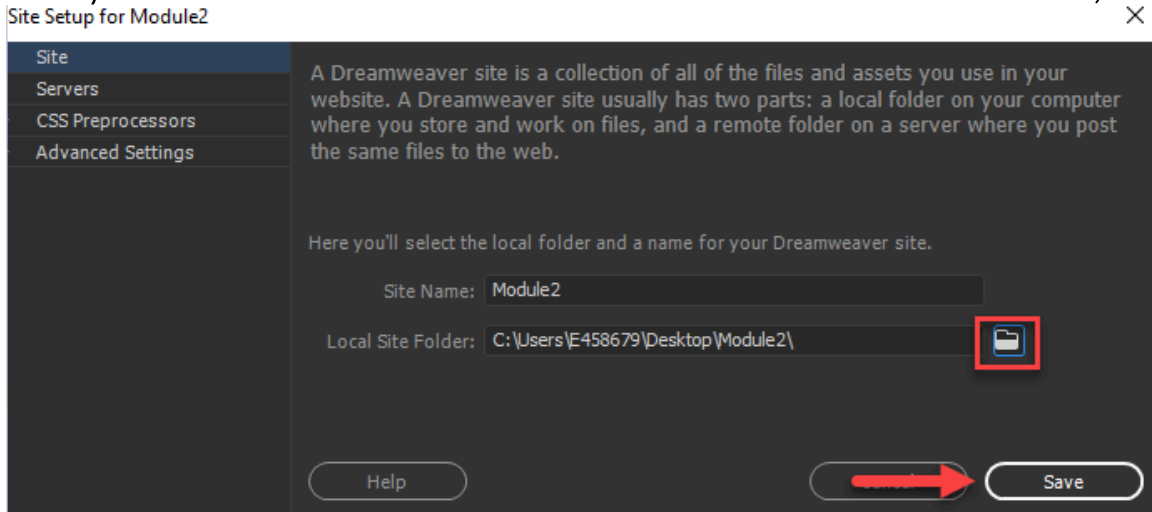 Site Setup for Module2
Site
Servers
CSS Preprocessors
Advanced Settings
A Dreamweaver site is a collection of all of the files and assets you use in your
website. A Dreamweaver site usually has two parts: a local folder on your computer
where you store and work on files, and a remote folder on a server where you post
the same files to the web.
Here you'll select the local folder and a name for your Dreamweaver site.
Site Name: Module2
Local Site Folder: C:\Users\E458679\Desktop\Module2\
Help
Save